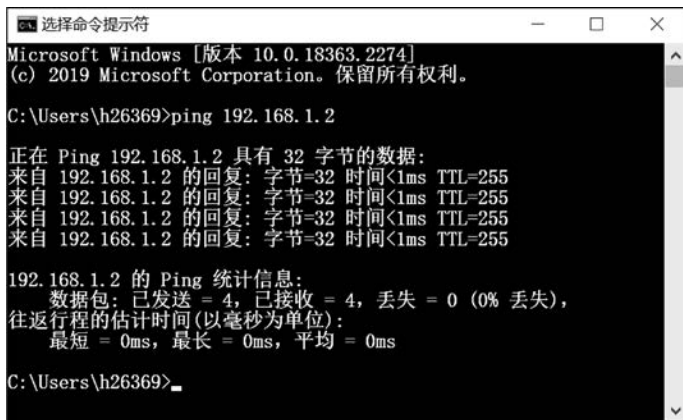 选择命令提示符
Microsoft Windows [版本 10.0.18363.2274]
(c) 2019 Microsoft Corporation。保留所有权利。
C:\Users\h26369>ping 192.168.1.2
正在 Ping 192.168.1.2 具有 32 字节的数据:
来自 192.168.1.2 的回复: 字节=32 时间<1ms TTL=255
来自 192.168.1.2 的回复: 字节=32 时间<1ms TTL=255
来自 192.168.1.2 的回复: 字节=32 时间<1ms TTL=255
来自 192.168.1.2 的回复: 字节=32 时间<1ms TTL=255
192.168.1.2 的 Ping 统计信息:
数据包: 已发送 = 4，已接收 = 4，丢失 = 0 (0% 丢失)，
往返行程的估计时间(以毫秒为单位):
最短 = 0ms，最长 = 0ms，平均 = 0ms
C:\Users\h26369>